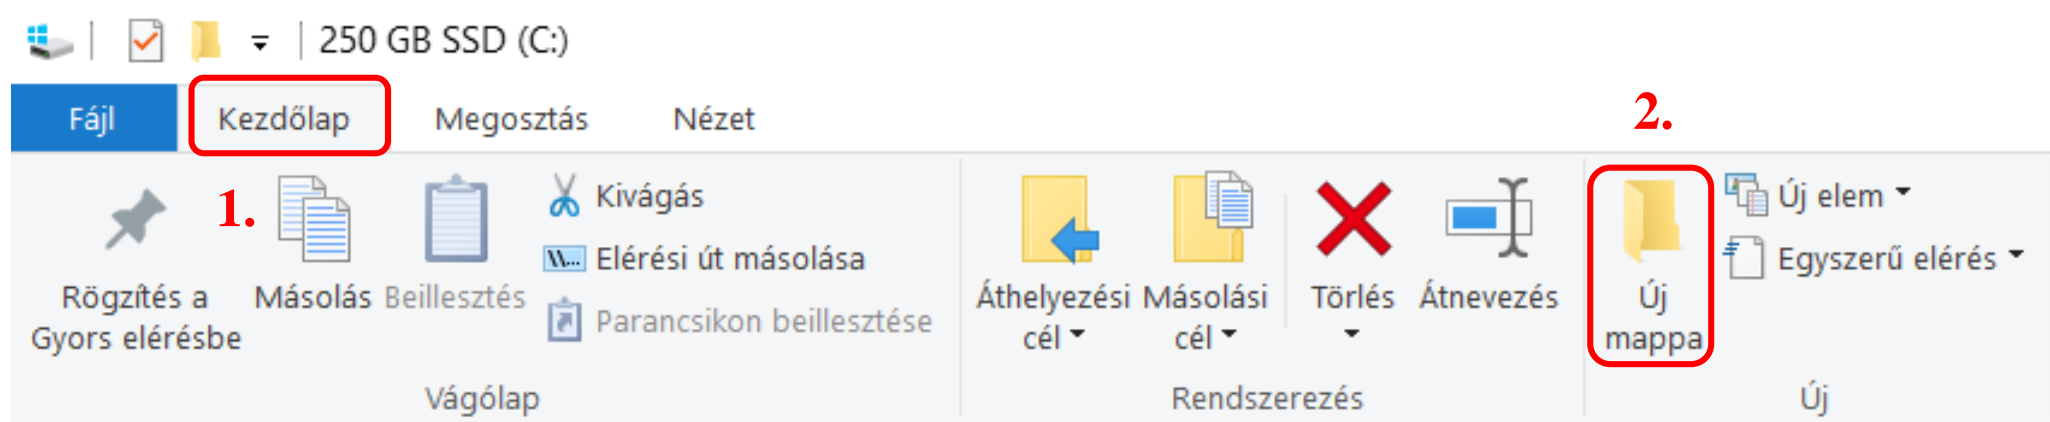 250 GB SSD (C:)
Fájl Kezdőlap Megosztás Nézet
2.
1.
Rögzítés a
Gyors elérésbe
Másolás
Beillesztés
Kivágás
\\...
Elérési út másolása
Parancsikon beillesztése
Vágólap
Áthelyezési
cél
Másolási
cél
Törlés
Átnevezés
Rendszerezés
Új
mappa
Új elem
Egyszerű elérés
Új